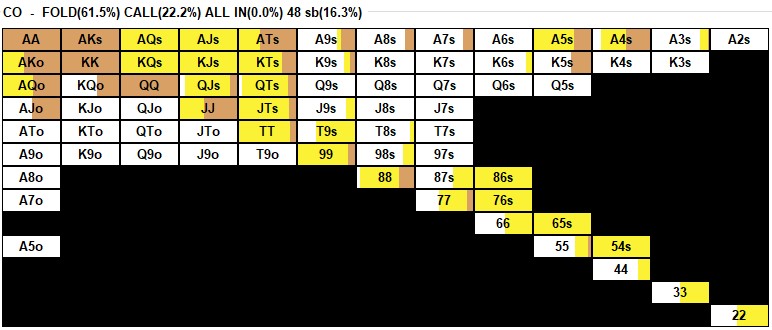 CO - FOLD(61.5%) CALL(22.2%) ALL IN(0.0%) 48 sb(16.3%)
AA AKs AQs AJs ATs A9s A8s A7s A6s A5s A4s A3s A2s
AKo KK KQs KJs KTs K9s K8s K7s K6s K5s K4s K3s
AQo KQo QQ QJs QTs Q9s Q8s Q7s Q6s Q5s
AJo KJo QJo JJ JTs J9s J8s J7s
ATo KTo QTo JTo TT T9s T8s T7s
A9o K9o Q9o J9o T9o 99 98s 97s
A8o 88 87s 86s
A7o 77 76s
66 65s
A5o 55 54s
44
33
22